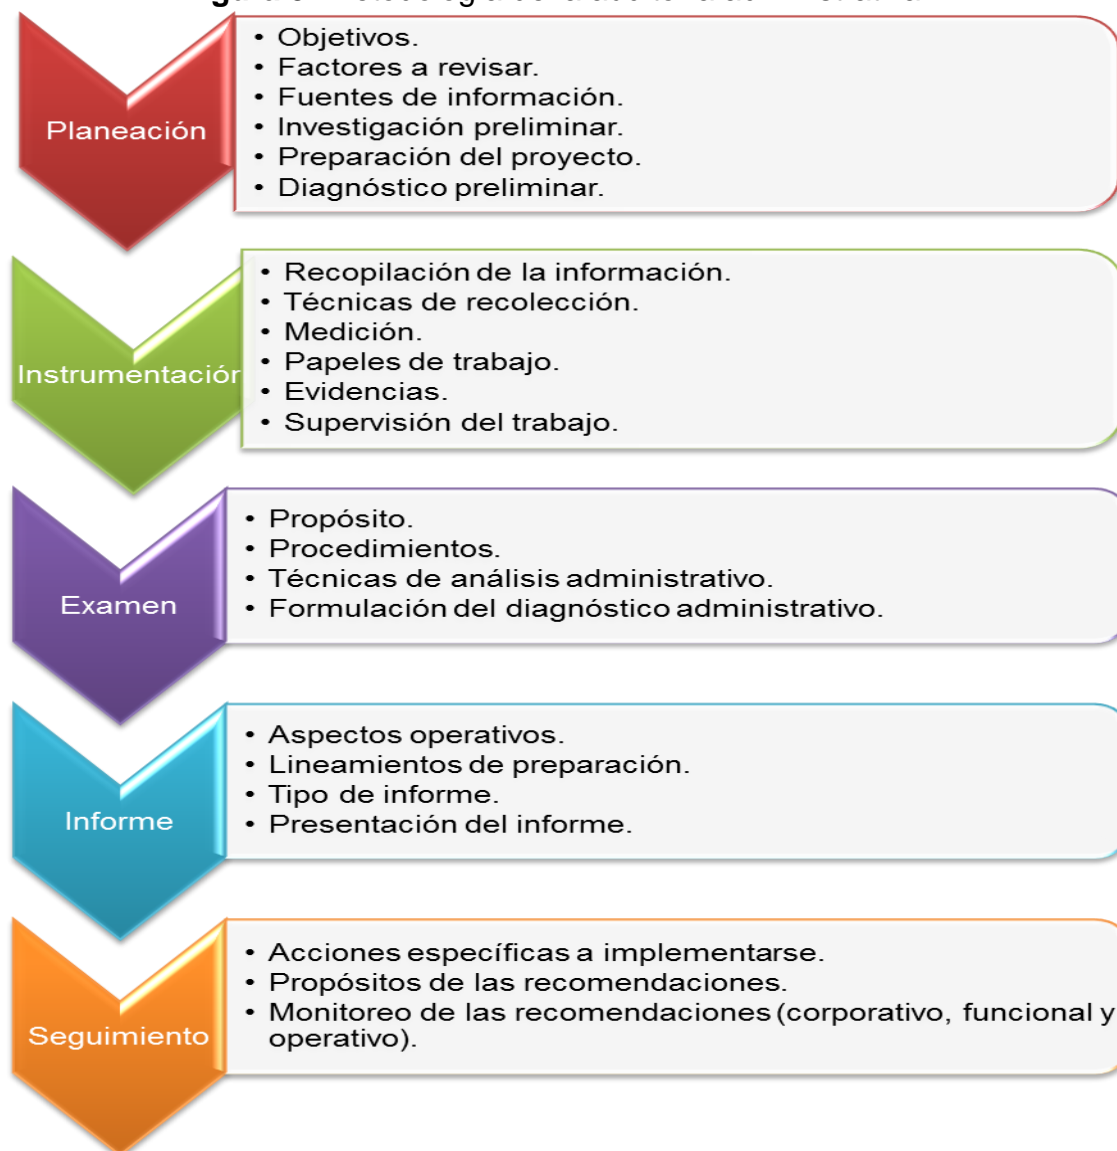 Planeación
• Objetivos.
• Factores a revisar.
• Fuentes de información.
• Investigación preliminar.
• Preparación del proyecto.
• Diagnóstico preliminar.
Instrumentación
• Recopilación de la información.
• Técnicas de recolección.
• Medición.
• Papeles de trabajo.
• Evidencias.
• Supervisión del trabajo.
Examen
• Propósito.
• Procedimientos.
• Técnicas de análisis administrativo.
• Formulación del diagnóstico administrativo.
Informe
• Aspectos operativos.
• Lineamientos de preparación.
• Tipo de informe.
• Presentación del informe.
Seguimiento
• Acciones específicas a implementarse.
• Propósitos de las recomendaciones.
• Monitoreo de las recomendaciones (corporativo, funcional y
operativo).